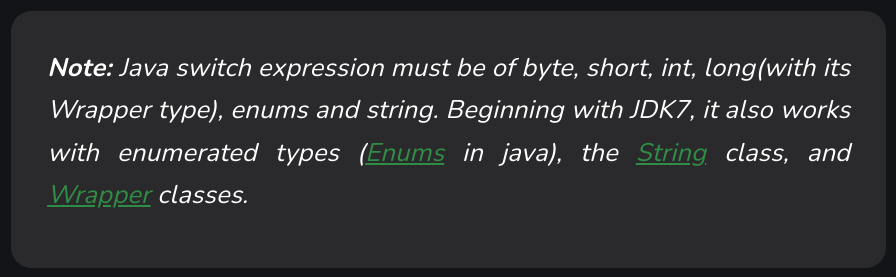 Note: Java switch expression must be of byte, short, int, long(with its
Wrapper type), enums and string. Beginning with JDK7, it also works
with enumerated types (Enums in java), the String class, and
Wrapper classes.